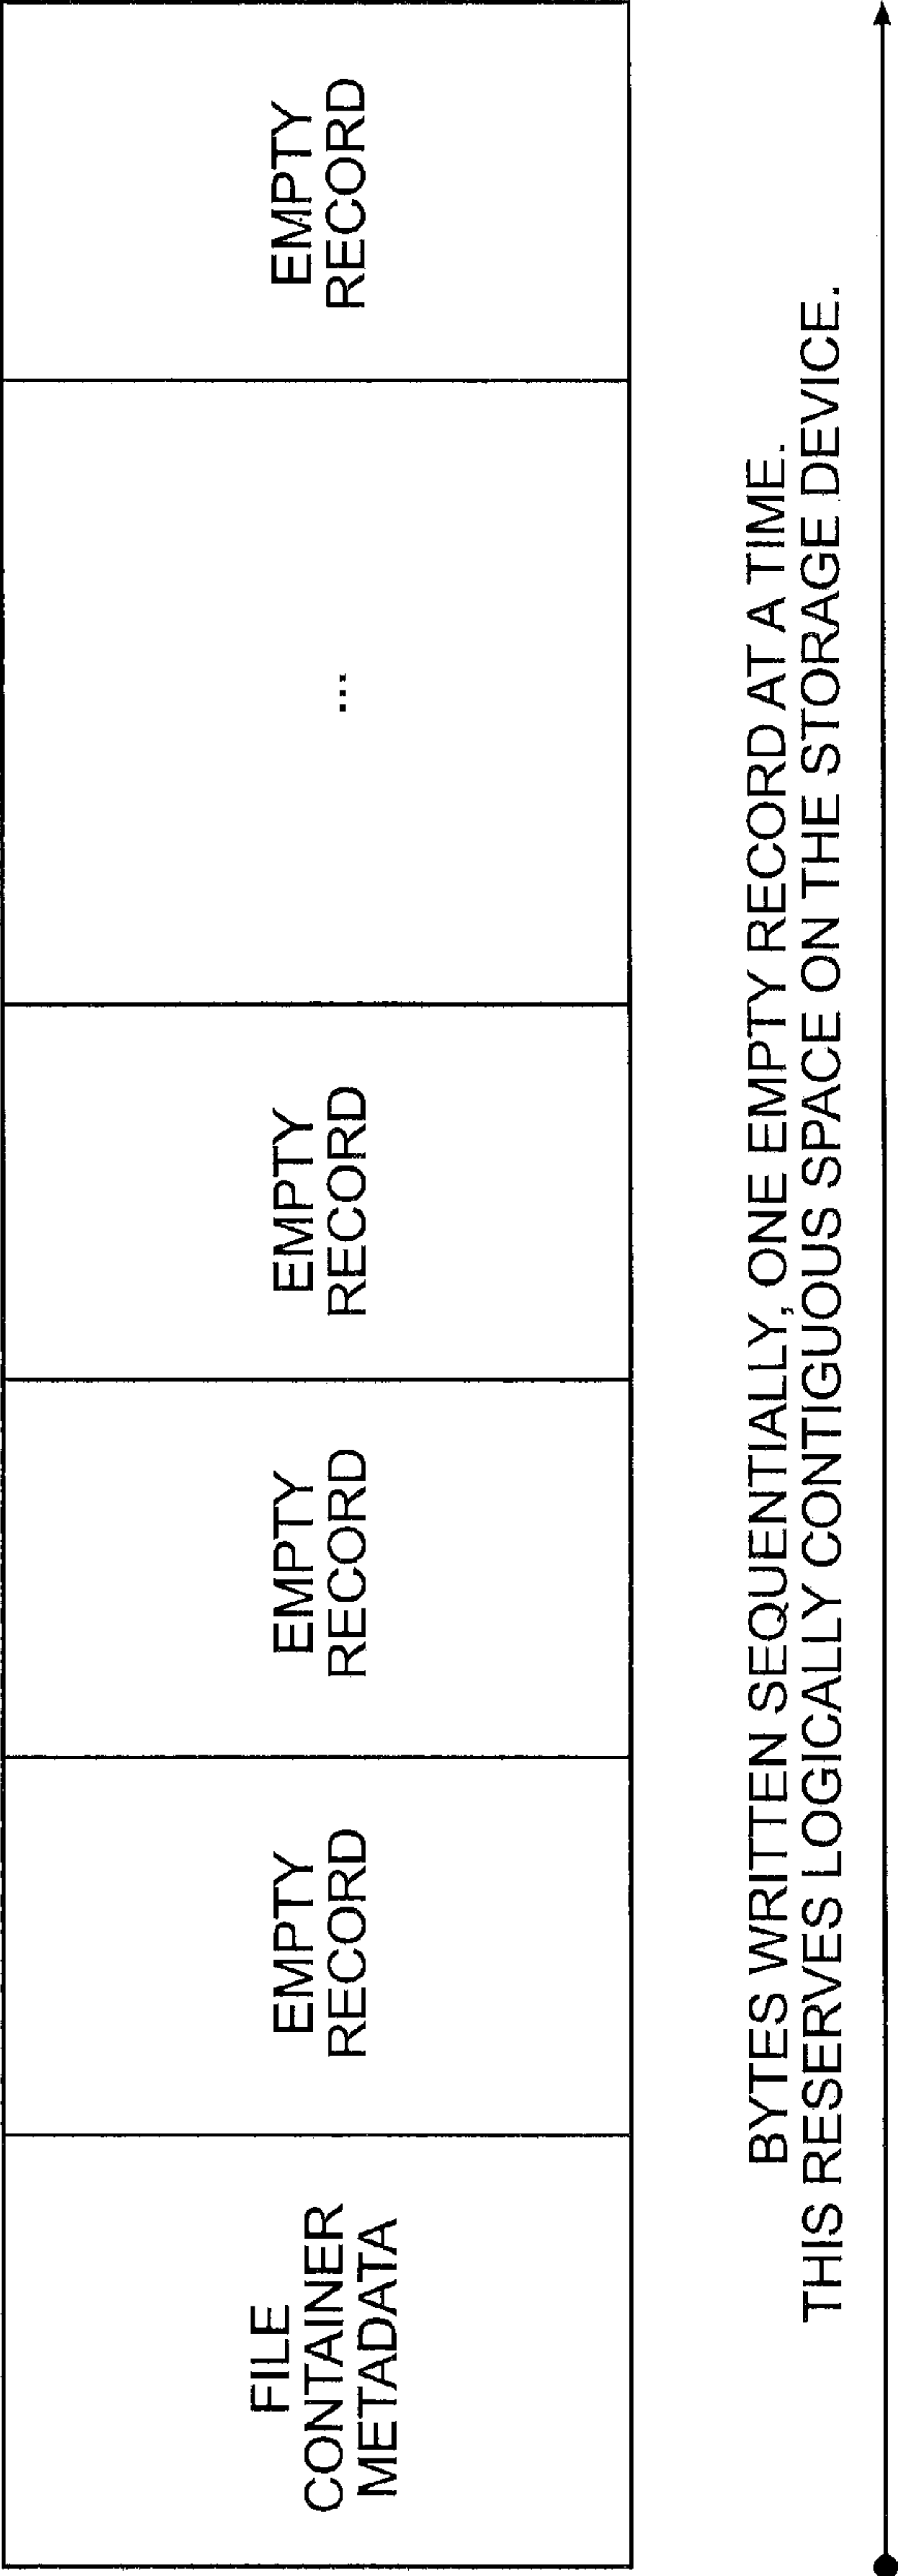 FILE
CONTAINER
METADATA
EMPTY
RECORD
EMPTY
RECORD
EMPTY
RECORD
...
EMPTY
RECORD
BYTES WRITTEN SEQUENTIALLY, ONE EMPTY RECORD AT A TIME.
THIS RESERVES LOGICALLY CONTIGUOUS SPACE ON THE STORAGE DEVICE.